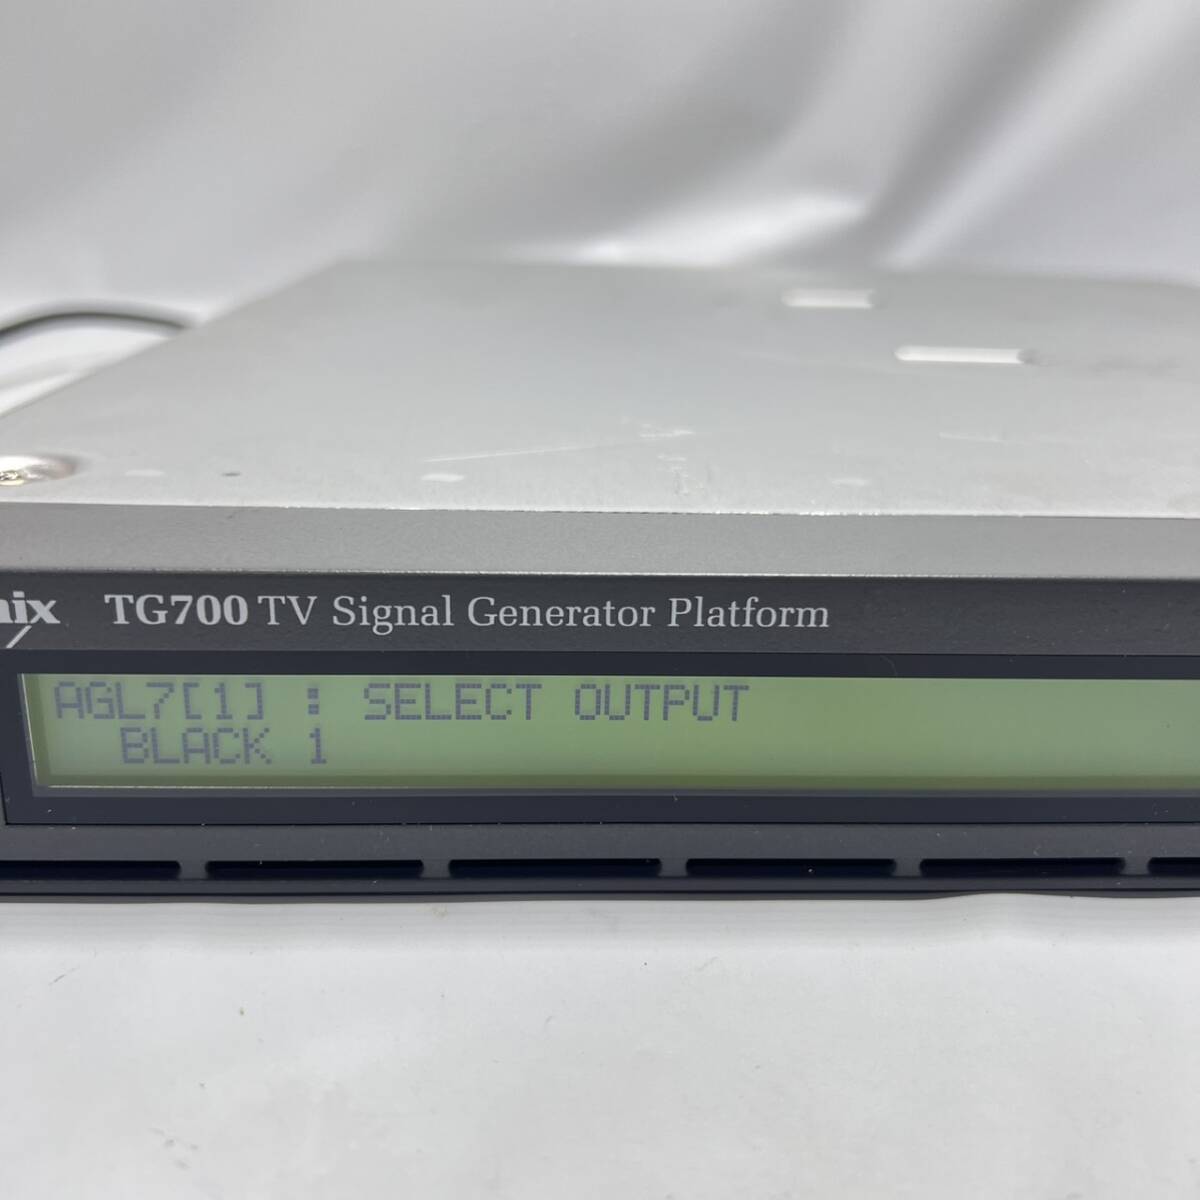 nix TG700 TV Signal Generator Platform
AGL7[1] : SELECT OUTPUT
BLACK 1